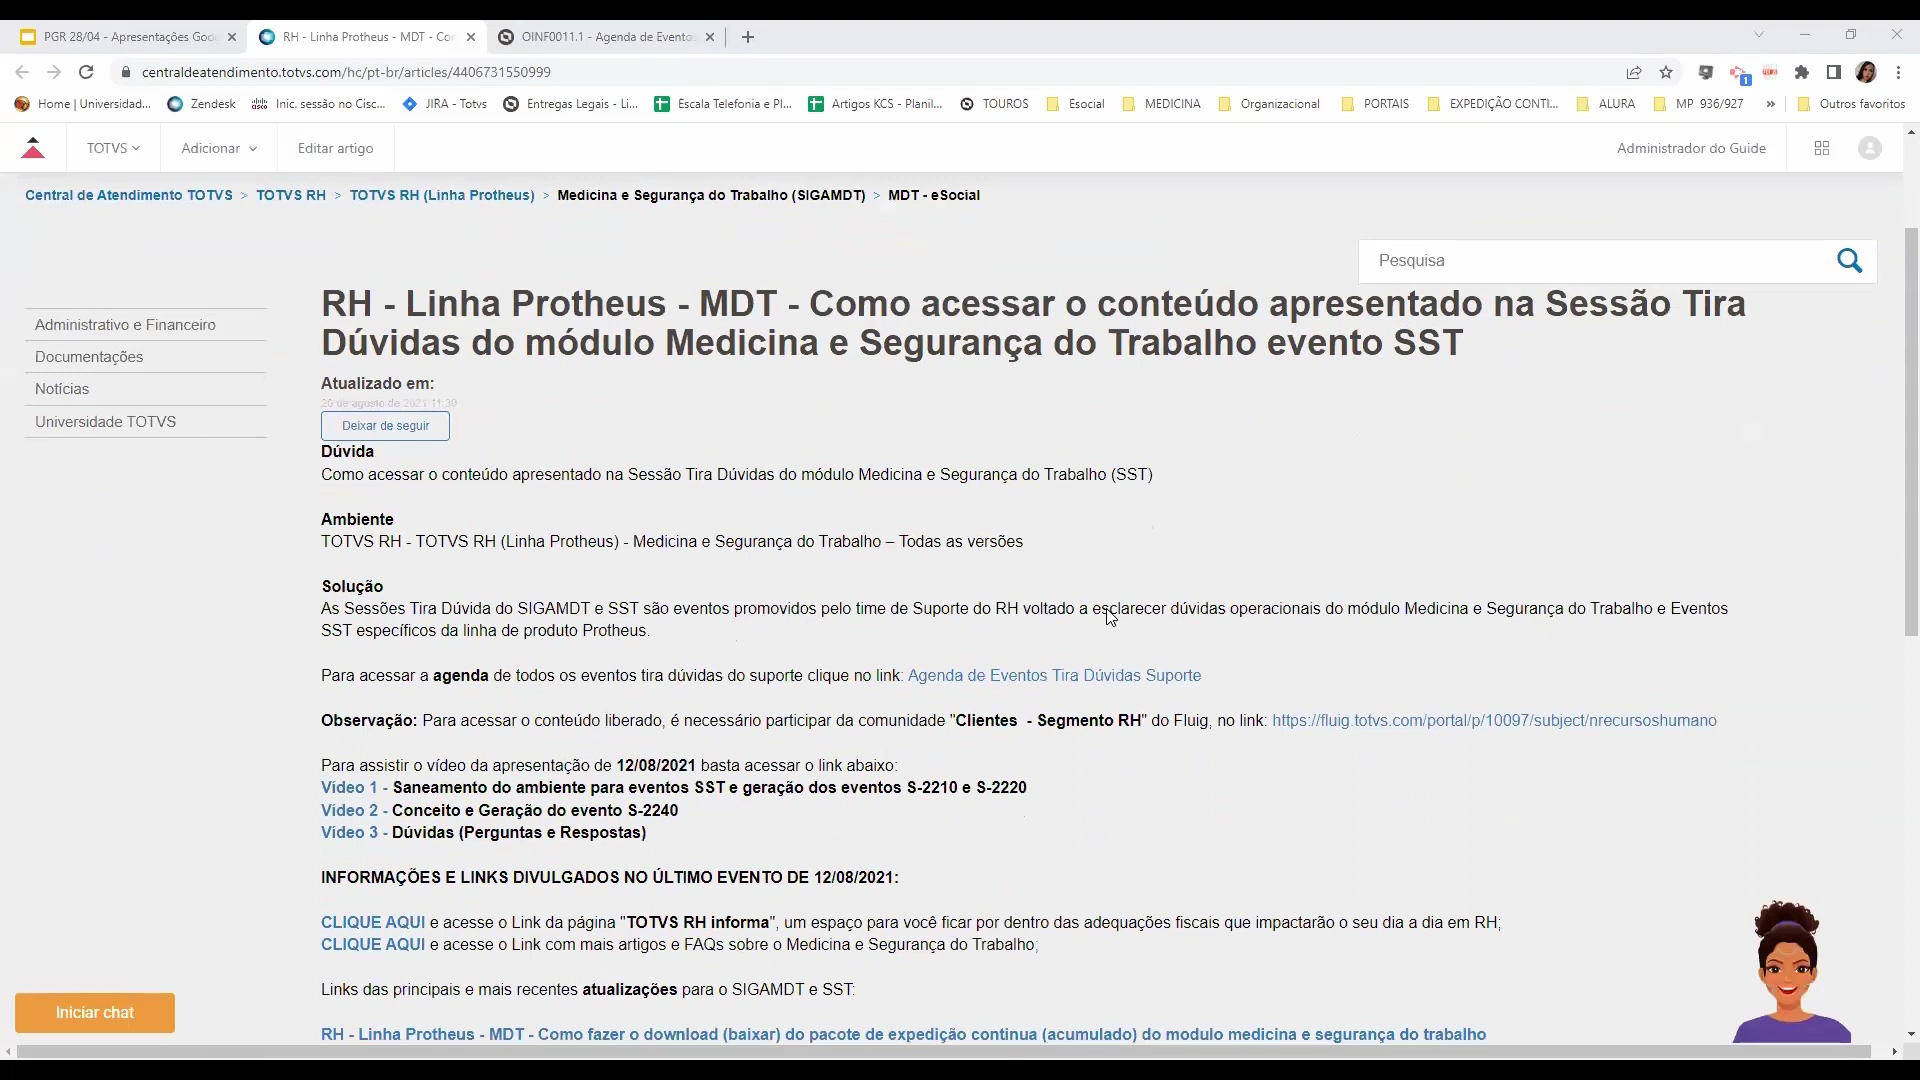 PGR 28/04 - Apresentações Goo
RH - Linha Protheus - MDT - Co
OINF0011.1 - Agenda de Evento
centraldeatendimento.totvs.com/hc/pt-br/articles/4406731550999
1
Home | Universidad...
Zendesk
Inic. sessão no Cisc...
JIRA - Totvs
Entregas Legais - Li...
Escala Telefonia e Pl...
Artigos KCS - Planil...
TOUROS
Esocial
MEDICINA
Organizacional
PORTAIS
EXPEDIÇÃO CONTI...
ALURA
MP 936/927
»
Outros favoritos
TOTVS
Adicionar
Editar artigo
Administrador do Guide
Central de Atendimento TOTVS > TOTVS RH > TOTVS RH (Linha Protheus) > Medicina e Segurança do Trabalho (SIGAMDT) > MDT - eSocial
Pesquisa
Administrativo e Financeiro
Documentações
Notícias
Universidade TOTVS
RH - Linha Protheus - MDT - Como acessar o conteúdo apresentado na Sessão Tira
Dúvidas do módulo Medicina e Segurança do Trabalho evento SST
Atualizado em:
20 de agosto de 2021 11:39
Deixar de seguir
Dúvida
Como acessar o conteúdo apresentado na Sessão Tira Dúvidas do módulo Medicina e Segurança do Trabalho (SST)
Ambiente
TOTVS RH - TOTVS RH (Linha Protheus) - Medicina e Segurança do Trabalho – Todas as versões
Solução
As Sessões Tira Dúvida do SIGAMDT e SST são eventos promovidos pelo time de Suporte do RH voltado a esclarecer dúvidas operacionais do módulo Medicina e Segurança do Trabalho e Eventos
SST específicos da linha de produto Protheus.
Para acessar a agenda de todos os eventos tira dúvidas do suporte clique no link: Agenda de Eventos Tira Dúvidas Suporte
Observação: Para acessar o conteúdo liberado, é necessário participar da comunidade "Clientes - Segmento RH" do Fluig, no link: https://fluig.totvs.com/portal/p/10097/subject/nrecursoshumano
Para assistir o vídeo da apresentação de 12/08/2021 basta acessar o link abaixo:
Vídeo 1 - Saneamento do ambiente para eventos SST e geração dos eventos S-2210 e S-2220
Vídeo 2 - Conceito e Geração do evento S-2240
Vídeo 3 - Dúvidas (Perguntas e Respostas)
INFORMAÇÕES E LINKS DIVULGADOS NO ÚLTIMO EVENTO DE 12/08/2021:
CLIQUE AQUI e acesse o Link da página "TOTVS RH informa", um espaço para você ficar por dentro das adequações fiscais que impactarão o seu dia a dia em RH;
CLIQUE AQUI e acesse o Link com mais artigos e FAQs sobre o Medicina e Segurança do Trabalho;
Links das principais e mais recentes atualizações para o SIGAMDT e SST:
RH - Linha Protheus - MDT - Como fazer o download (baixar) do pacote de expedição continua (acumulado) do modulo medicina e segurança do trabalho
Iniciar chat